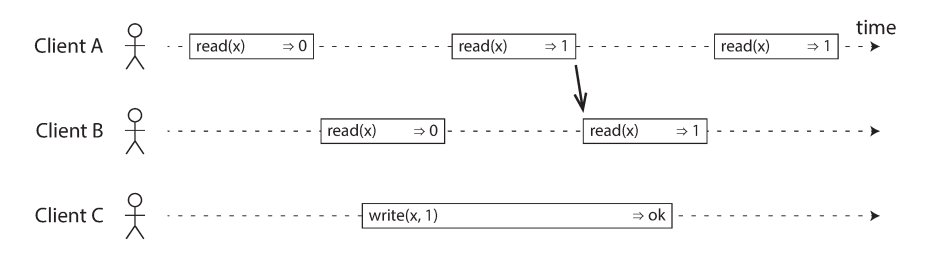 time
Client A read(x) ⇒ 0 read(x) ⇒ 1 read(x) ⇒ 1
Client B read(x) ⇒ 0 read(x) ⇒ 1
Client C write(x, 1) ⇒ ok